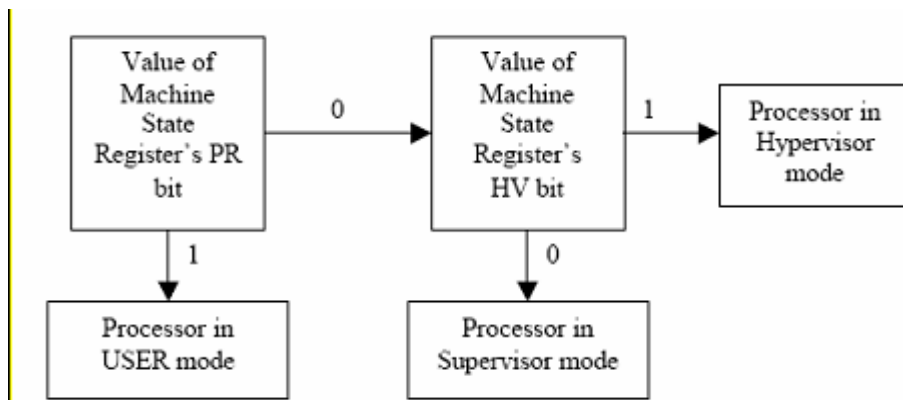 Value of
Machine
State
Register`s PR
bit
0
Value of
Machine
State
Register`s
HV bit
1
Processor in
Hypervisor
mode
1
0
Processor in
USER mode
Processor in
Supervisor mode